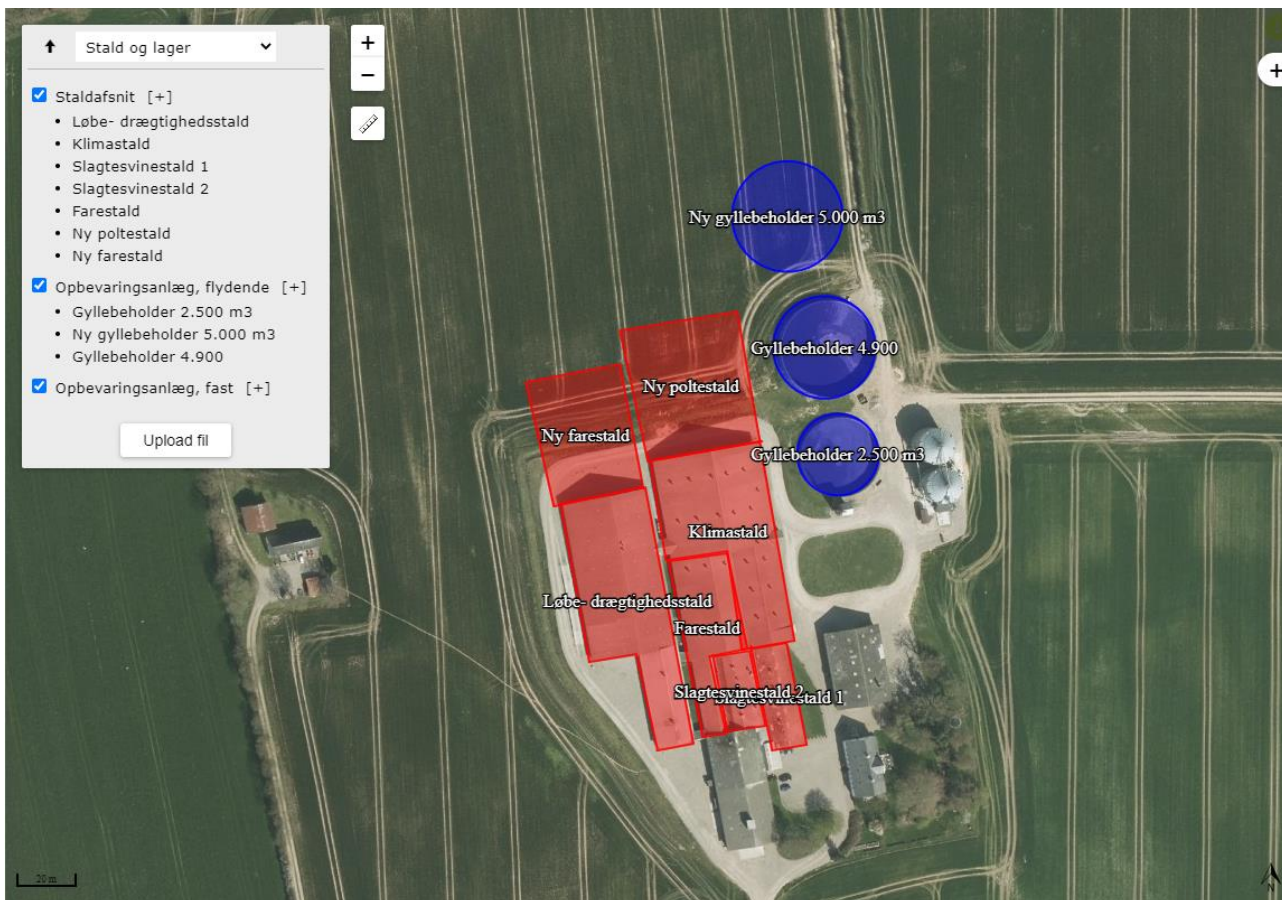 Stald og lager
Staldafsnit [+]
Løbe- drægtighedsstald
Klimastald
Slagtesvinestald 1
Slagtesvinestald 2
Farestald
Ny poltestald
Ny farestald
Opbevaringsanlæg, flydende [+]
Gyllebeholder 2.500 m3
Ny gyllebeholder 5.000 m3
Gyllebeholder 4.900
Opbevaringsanlæg, fast [+]
Upload fil
+
−
+
Ny gyllebeholder 5.000 m3
Gyllebeholder 4.900
Ny poltestald
Ny farestald
Gyllebeholder 2.500 m3
Klimastald
Løbe- drægtighedsstald
Farestald
Slagtesvinestald 2
Slagtesvinestald 1
20 m
N